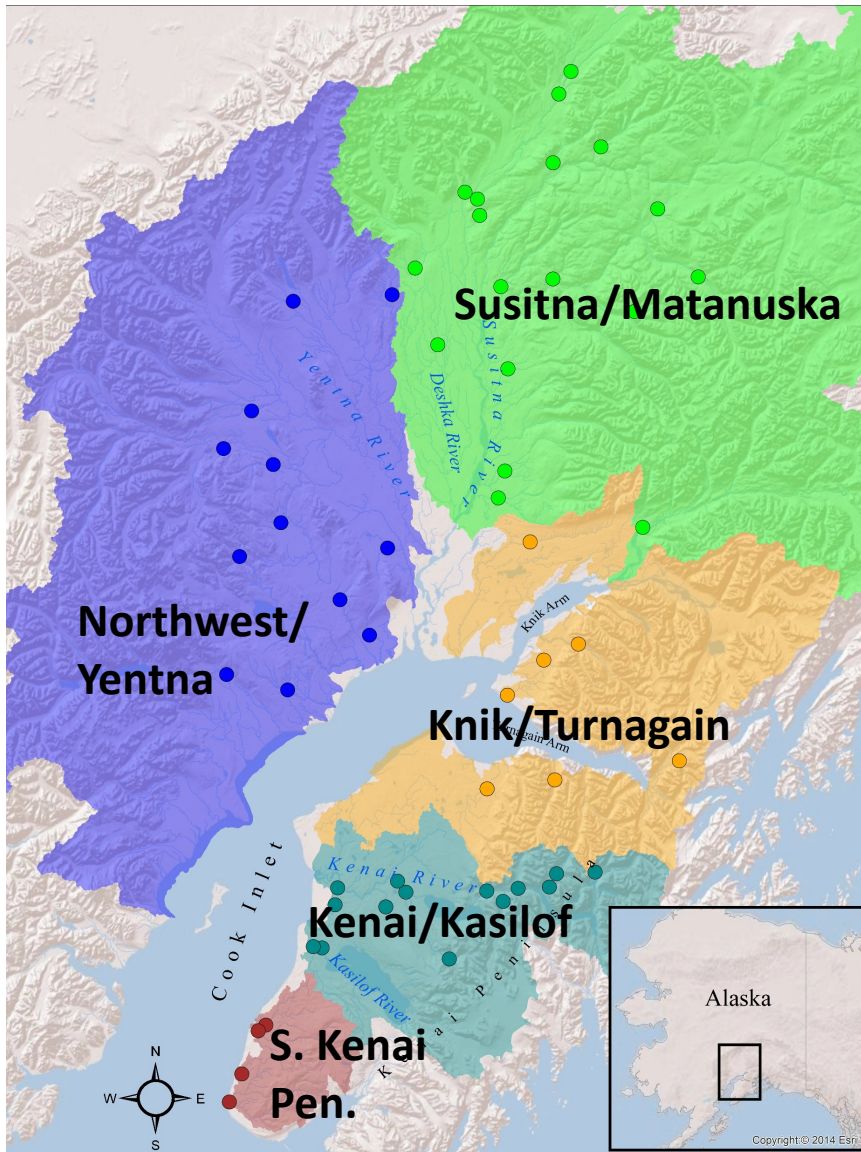 Susitna/Matanuska
Susitna River
Yentna River
Deshka River
Northwest/
Yentna
Knik Arm
Knik/Turnagain
Arm
Cook Inlet
Kenai River
Kenai/Kasilof
Kasilof River
Kenai Peninsula
S. Kenai
Pen.
N
W
E
S
Alaska
Copyright:© 2014 Esri